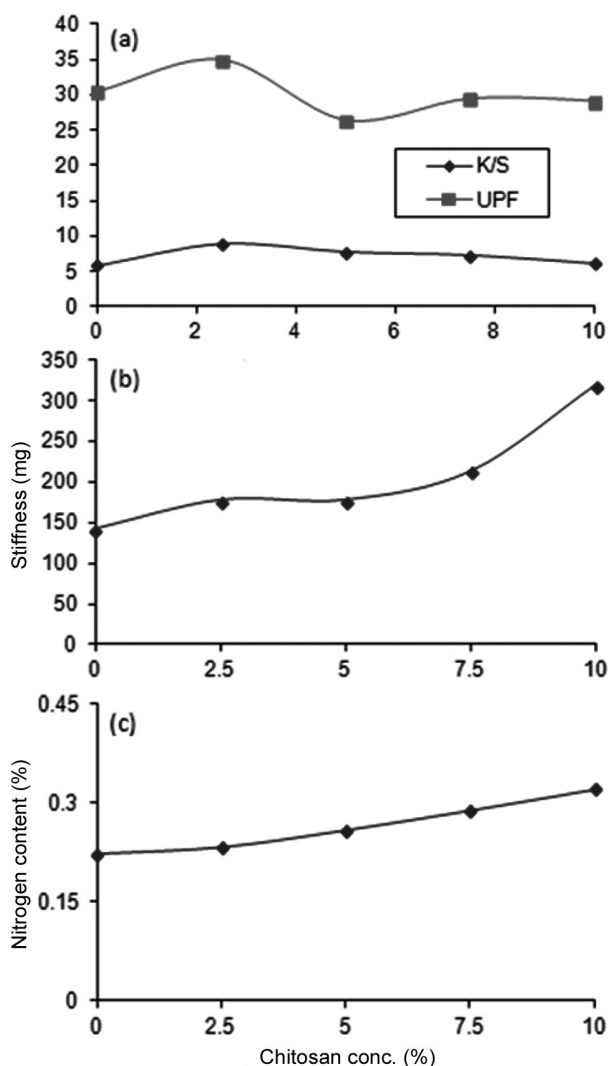 (a)
40
35
30
25
20
15
10
5
0
K/S
UPF
0 2 4 6 8 10
(b)
Stiffness (mg)
350
300
250
200
150
100
50
0
0 2.5 5 7.5 10
(c)
Nitrogen content (%)
0.45
0.3
0.15
0
0 2.5 5 7.5 10
Chitosan conc. (%)